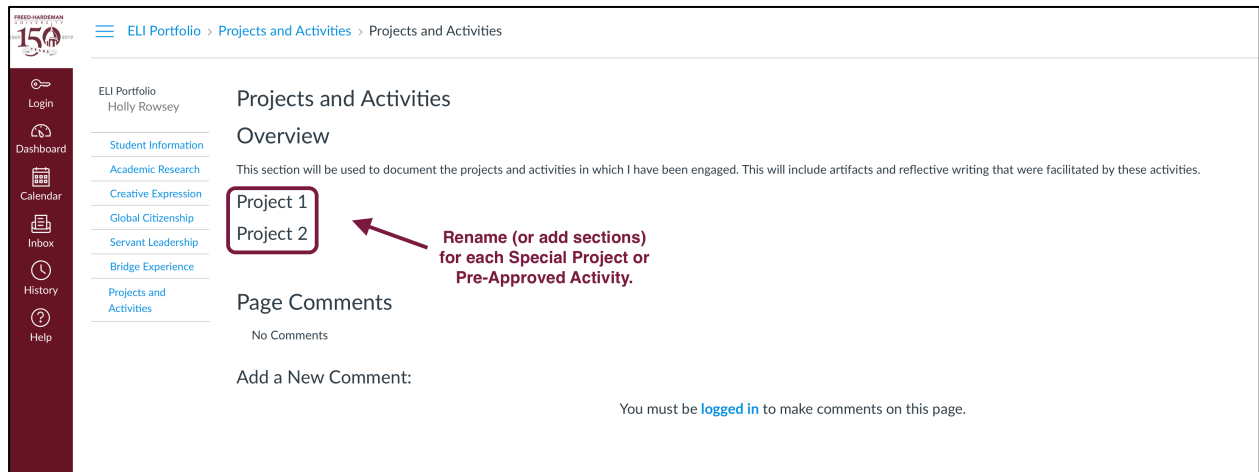 FREED-HARDEMAN
UNIVERSITY
150
YEARS
ELI Portfolio > Projects and Activities > Projects and Activities
Login
Dashboard
Calendar
Inbox
History
Help
ELI Portfolio
Holly Rowsey
Student Information
Academic Research
Creative Expression
Global Citizenship
Servant Leadership
Bridge Experience
Projects and
Activities
Projects and Activities
Overview
This section will be used to document the projects and activities in which I have been engaged. This will include artifacts and reflective writing that were facilitated by these activities.
Project 1
Project 2
Rename (or add sections)
for each Special Project or
Pre-Approved Activity.
Page Comments
No Comments
Add a New Comment:
You must be logged in to make comments on this page.